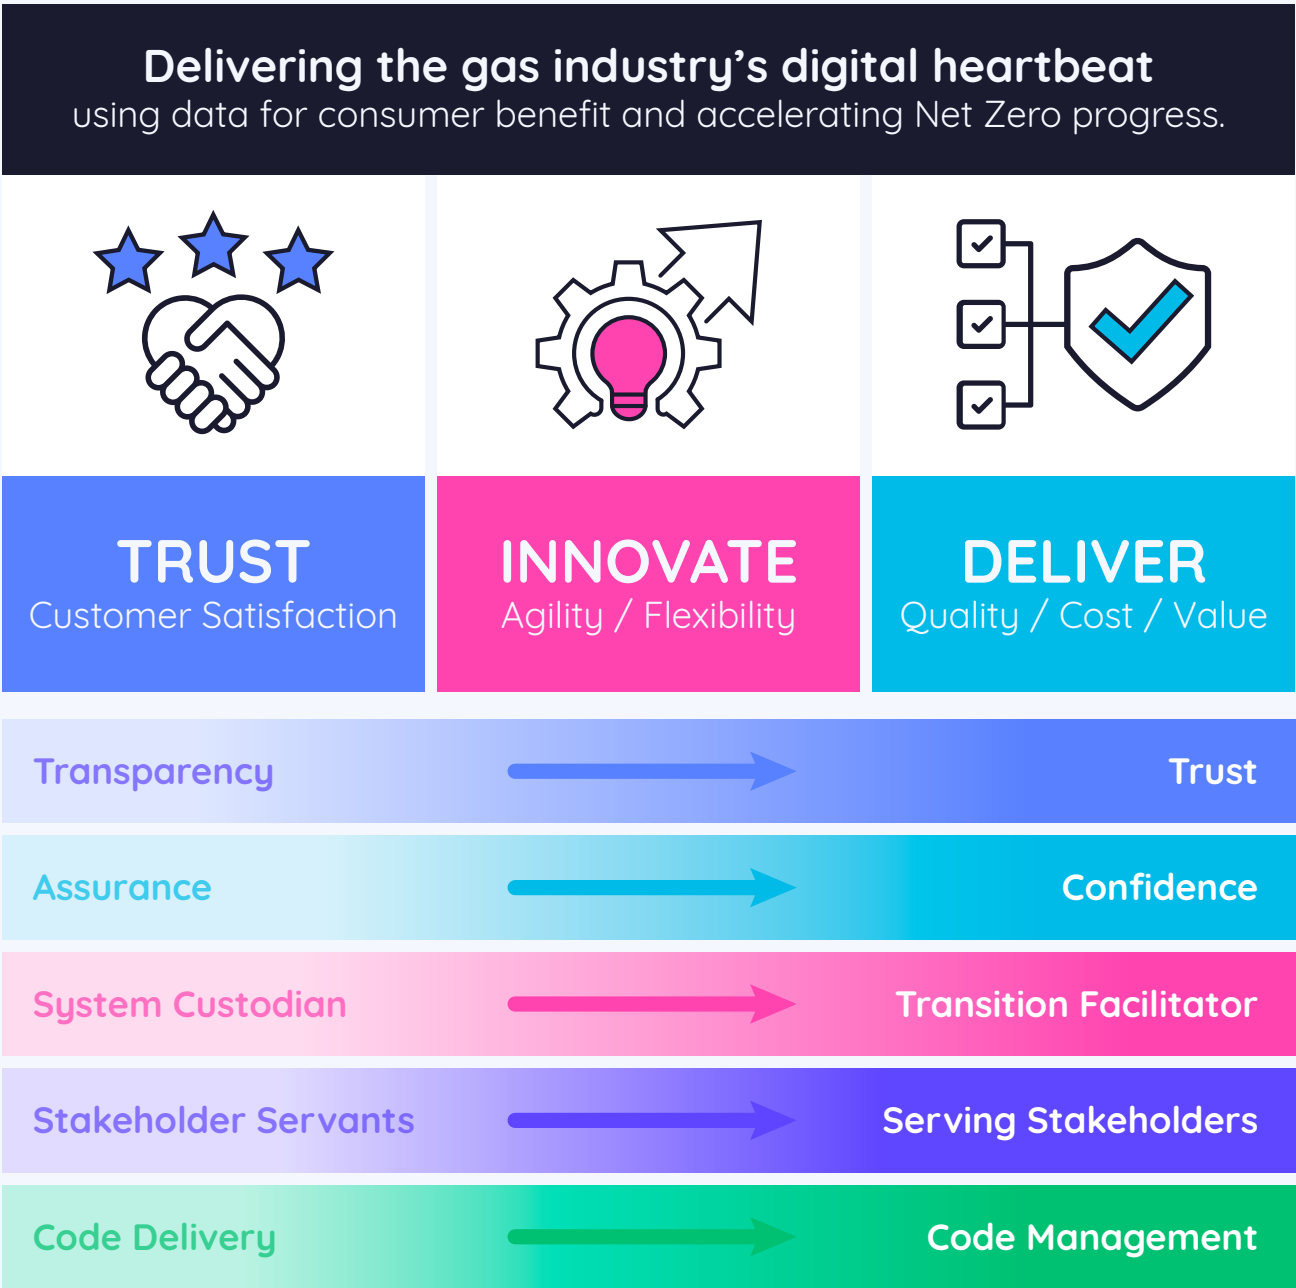 Delivering the gas industry’s digital heartbeat
using data for consumer benefit and accelerating Net Zero progress.
TRUST
Customer Satisfaction
INNOVATE
Agility / Flexibility
DELIVER
Quality / Cost / Value
Transparency
Trust
Assurance
Confidence
System Custodian
Transition Facilitator
Stakeholder Servants
Serving Stakeholders
Code Delivery
Code Management